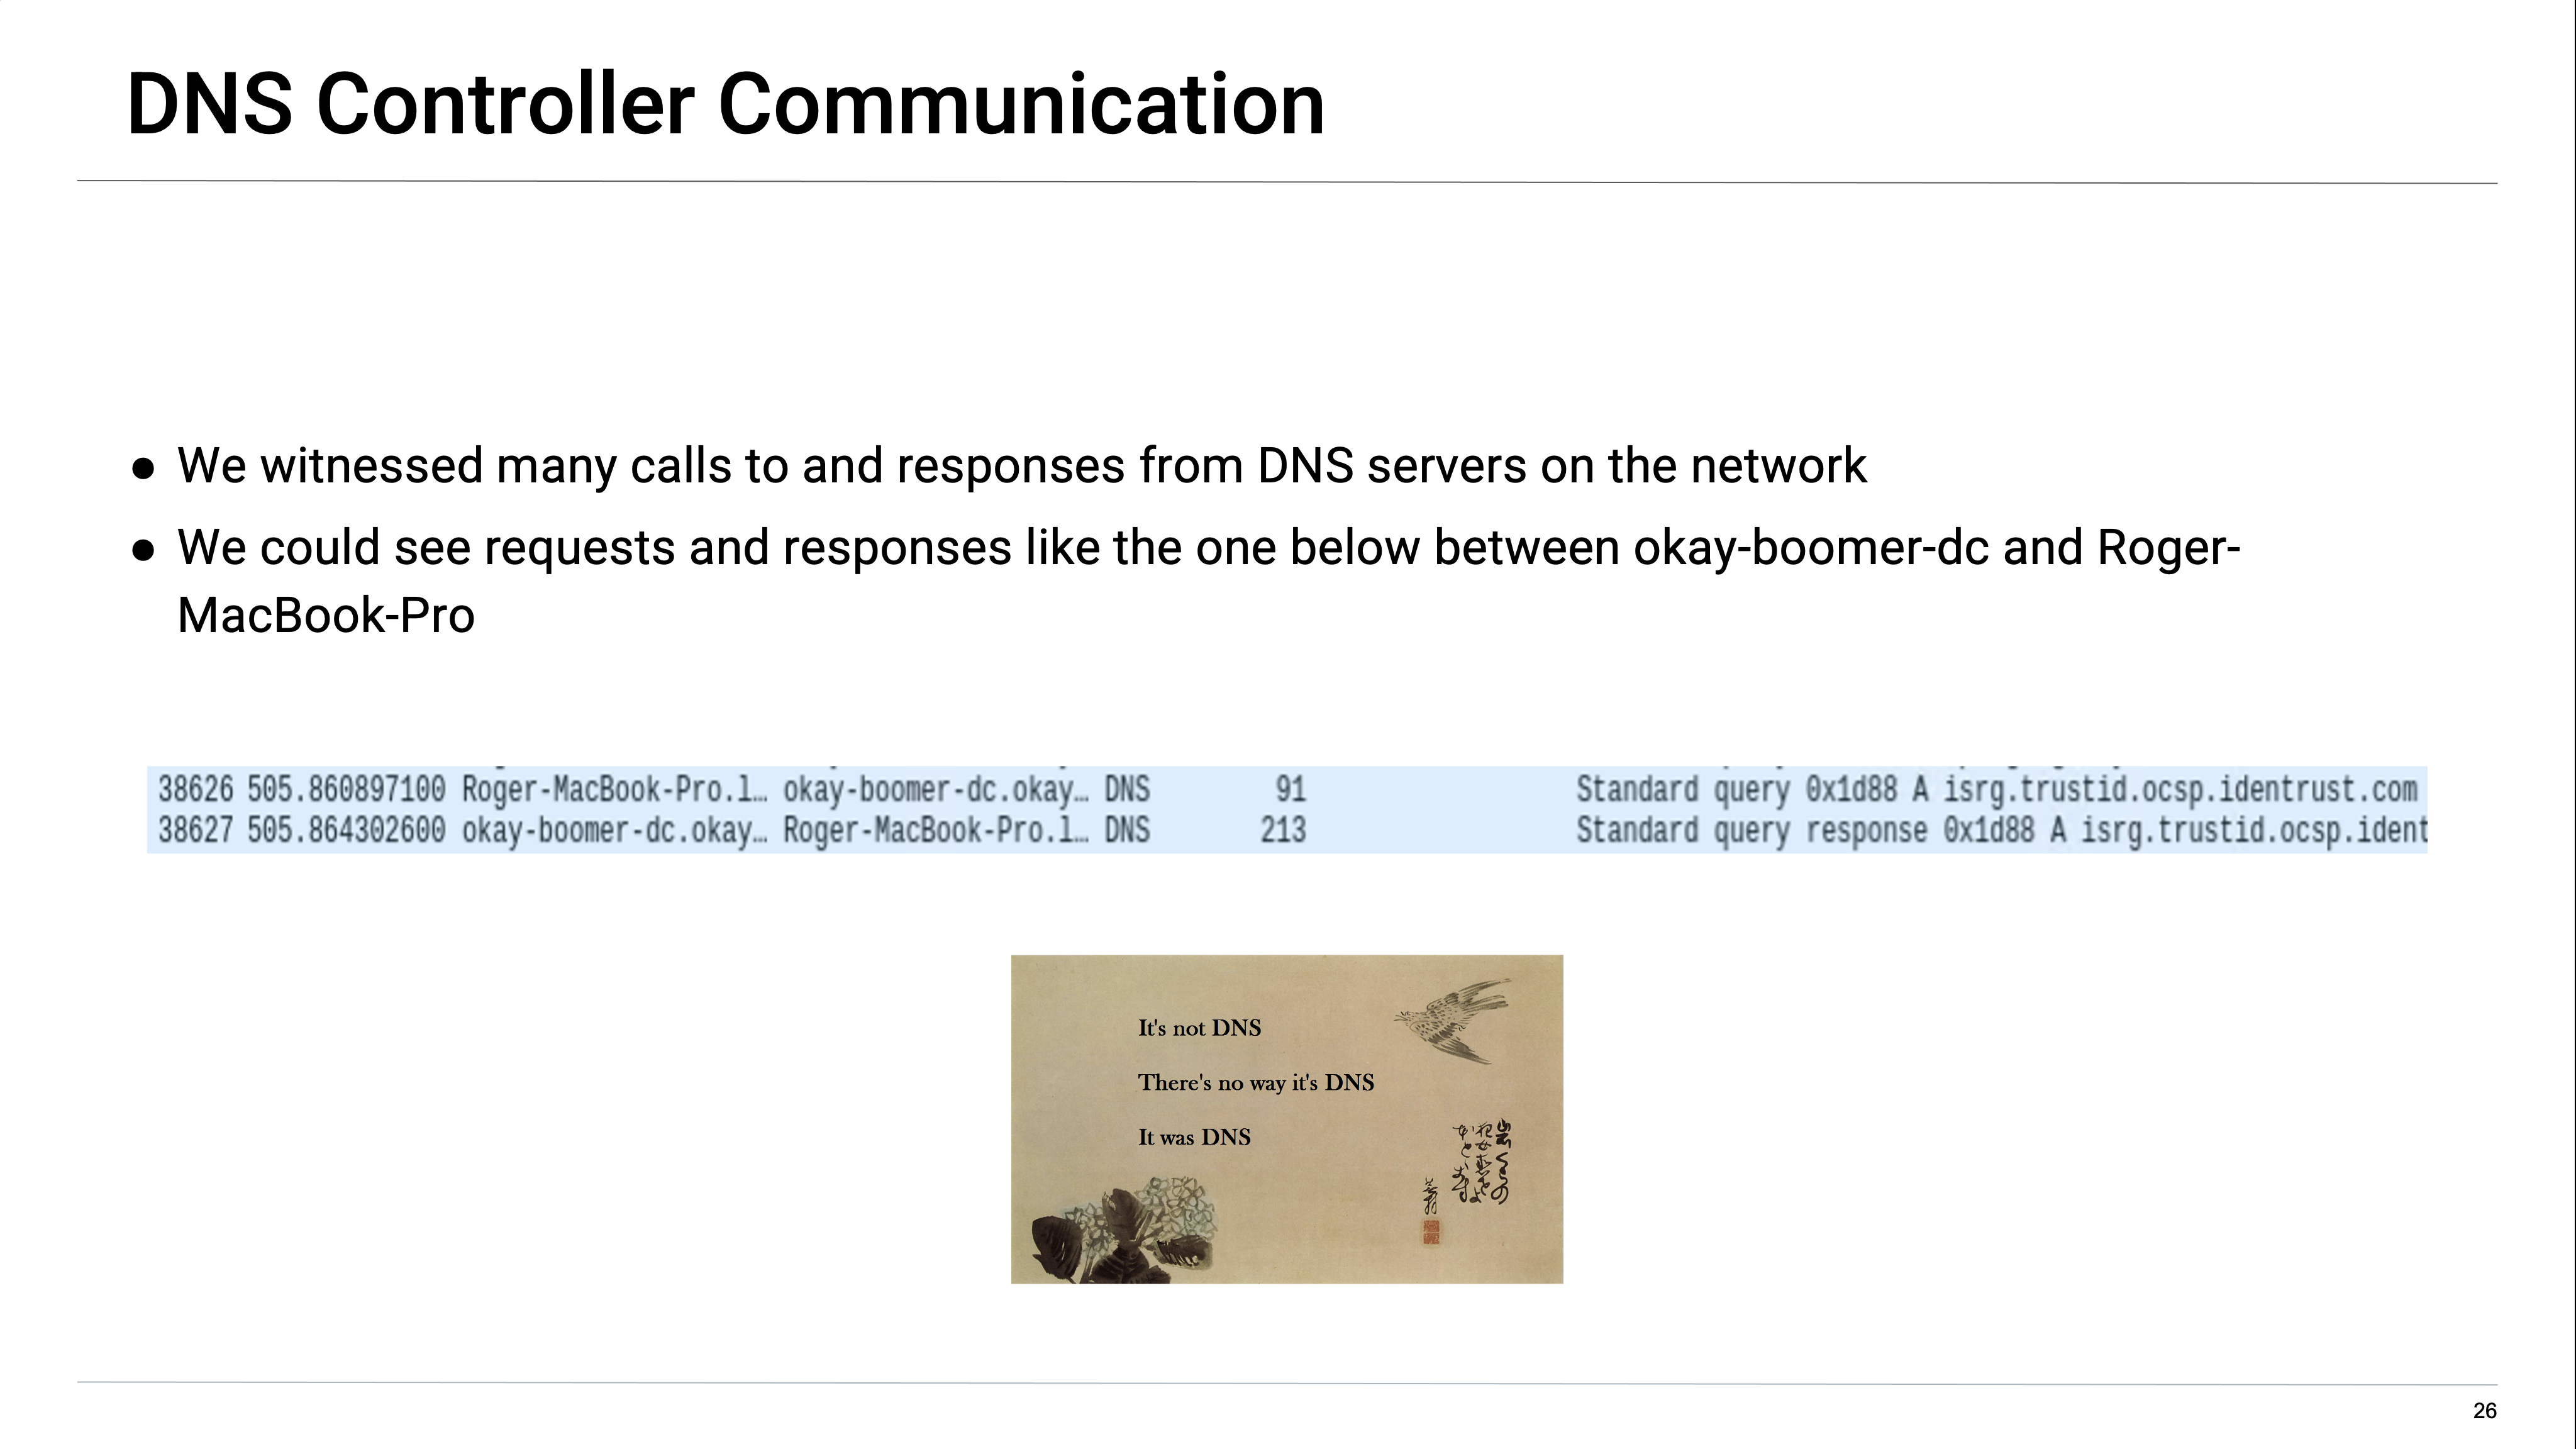 DNS Controller Communication
● We witnessed many calls to and responses from DNS servers on the network
● We could see requests and responses like the one below between okay-boomer-dc and Roger-
MacBook-Pro
38626 505.860897100 Roger-MacBook-Pro.l… okay-boomer-dc.okay… DNS 91 Standard query 0x1d88 A isrg.trustid.ocsp.identrust.com
38627 505.864302600 okay-boomer-dc.okay… Roger-MacBook-Pro.l… DNS 213 Standard query response 0x1d88 A isrg.trustid.ocsp.ident
It's not DNS
There's no way it's DNS
It was DNS
26